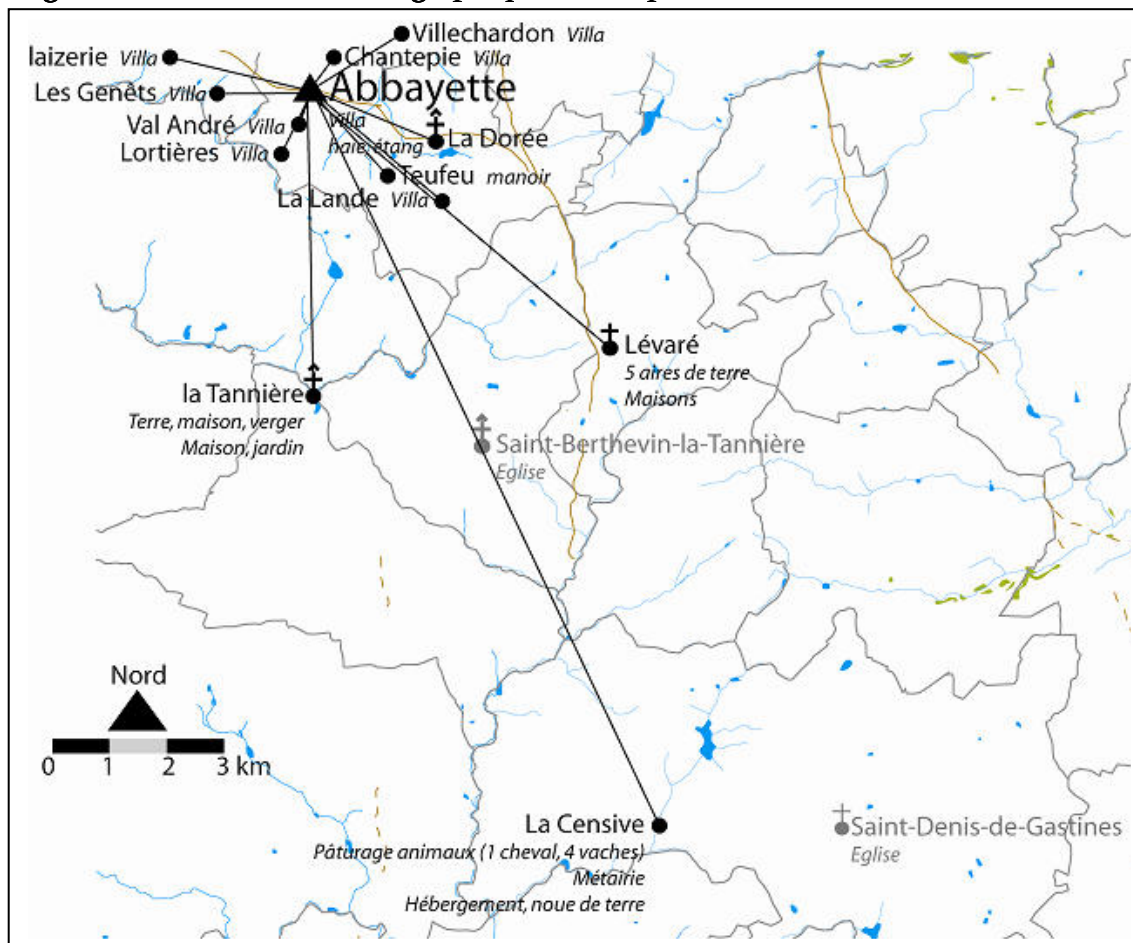 Villechardon Villa
laizerie Villa
Chantepie Villa
Abbayette
Les Genêts Villa
Val André Villa
Villa
haie, étang
La Dorée
Lortières Villa
Teufeu manoir
La Lande Villa
Lévaré
5 aires de terre
Maisons
la Tannière
Terre, maison, verger
Maison, jardin
Saint-Berthevin-la-Tannière
Eglise
Nord
0 1 2 3 km
La Censive
Pâturage animaux (1 cheval, 4 vaches)
Métairie
Hébergement, noue de terre
Saint-Denis-de-Gastines
Eglise